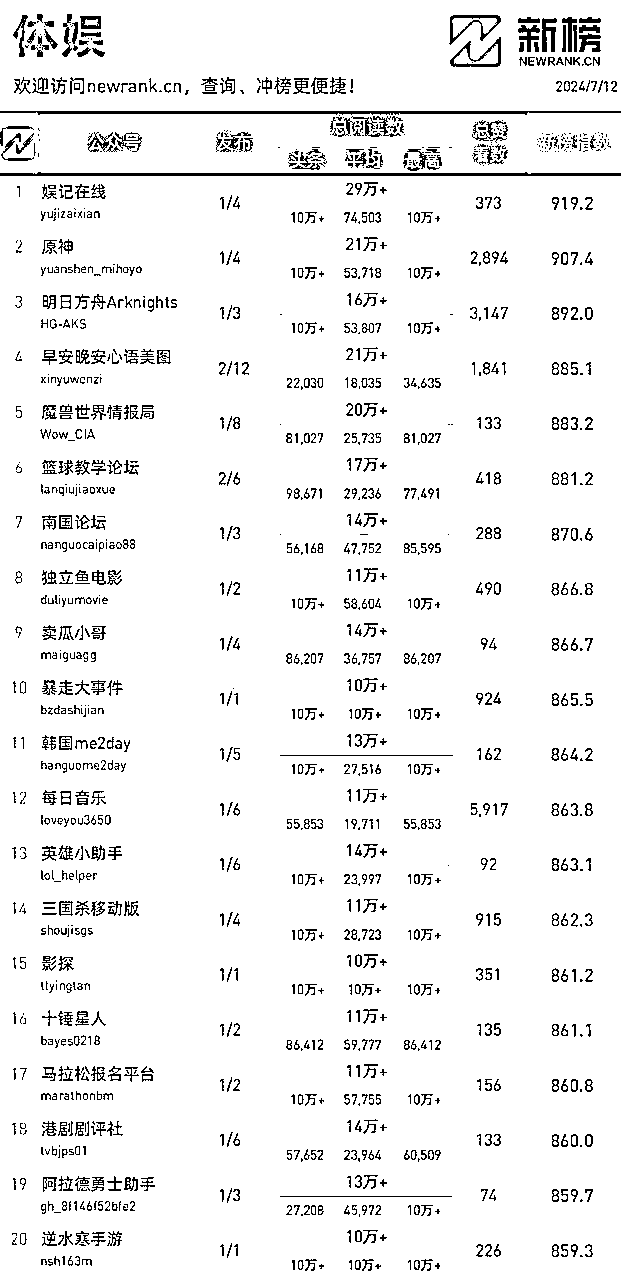 体娱
新榜
NEWRANK.CN
欢迎访问newrank.cn，查询、冲榜更便捷！ 2024/7/12
公众号 发布 总阅读数 总赞看数 新榜指数
头条 平均 最高
1 娱记在线 yujizaixian 1/4 29万+ 10万+ 74,503 10万+ 373 919.2
2 原神 yuanshen_mihoyo 1/4 21万+ 10万+ 53,718 10万+ 2,894 907.4
3 明日方舟Arknights HG-AKS 1/3 16万+ 10万+ 53,807 10万+ 3,147 892.0
4 早安晚安心语美图 xinyuwenzi 2/12 21万+ 22,030 18,035 34,635 1,841 885.1
5 魔兽世界情报局 Wow_CIA 1/8 20万+ 81,027 25,735 81,027 133 883.2
6 篮球教学论坛 lanqiujiaoxue 2/6 17万+ 98,671 29,236 77,491 418 881.2
7 南国论坛 nanguocaipiao88 1/3 14万+ 56,168 47,752 85,595 288 870.6
8 独立鱼电影 duliyumovie 1/2 11万+ 10万+ 58,604 10万+ 490 866.8
9 卖瓜小哥 maiguagg 1/4 14万+ 86,207 36,757 86,207 94 866.7
10 暴走大事件 bzdashijian 1/1 10万+ 10万+ 10万+ 10万+ 924 865.5
11 韩国me2day hanguome2day 1/5 13万+ 10万+ 27,516 10万+ 162 864.2
12 每日音乐 loveyou3650 1/6 11万+ 55,853 19,711 55,853 5,917 863.8
13 英雄小助手 lol_helper 1/6 14万+ 10万+ 23,997 10万+ 92 863.1
14 三国杀移动版 shoujisgs 1/4 11万+ 10万+ 28,723 10万+ 915 862.3
15 影探 ttyingtan 1/1 10万+ 10万+ 10万+ 10万+ 351 861.2
16 十锤星人 bayes0218 1/2 11万+ 86,412 59,777 86,412 135 861.1
17 马拉松报名平台 marathonbm 1/2 11万+ 10万+ 57,755 10万+ 156 860.8
18 港剧剧评社 tvbjps01 1/6 14万+ 57,652 23,964 60,509 133 860.0
19 阿拉德勇士助手 gh_8f146f52bfe2 1/3 13万+ 27,208 45,972 10万+ 74 859.7
20 逆水寒手游 nsh163m 1/1 10万+ 10万+ 10万+ 10万+ 226 859.3